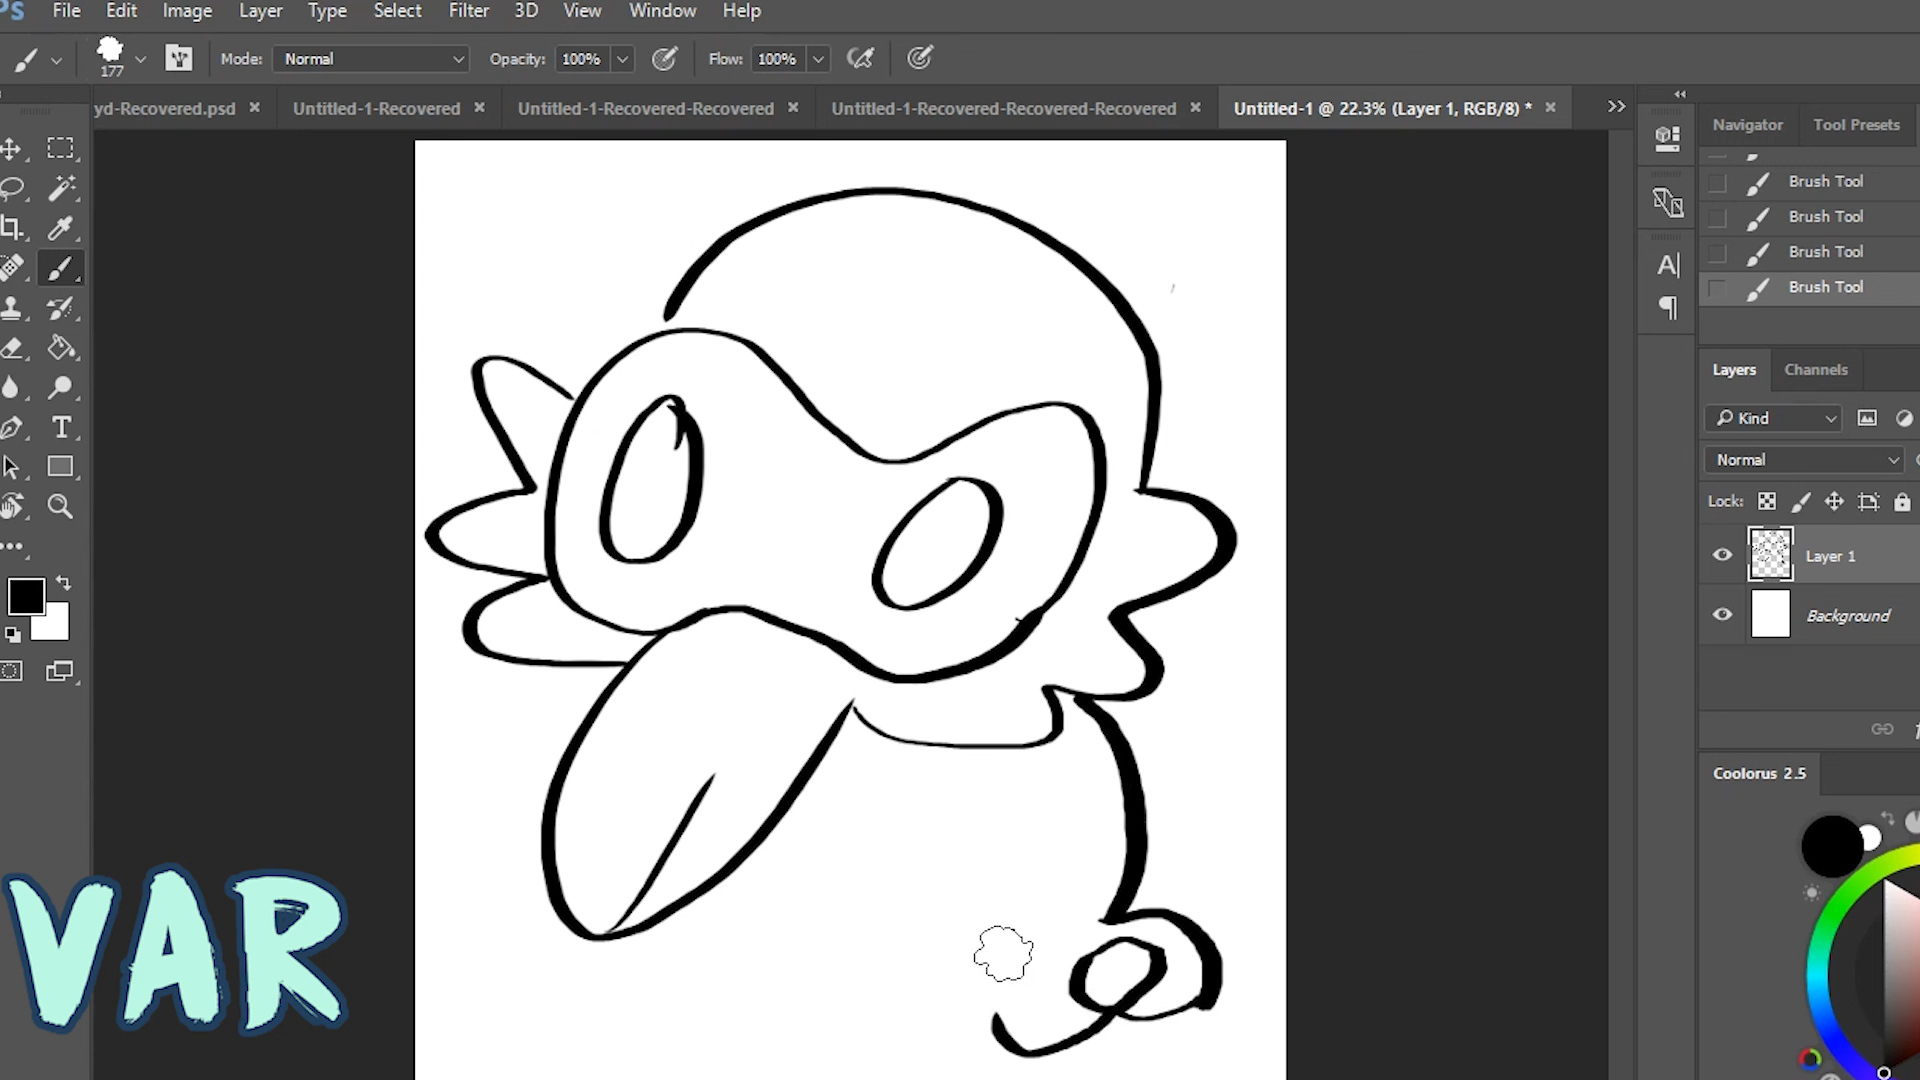 PS File Edit Image Layer Type Select Filter 3D View Window Help
177 Mode: Normal Opacity: 100% Flow: 100%
yd-Recovered.psd × Untitled-1-Recovered × Untitled-1-Recovered-Recovered × Untitled-1-Recovered-Recovered-Recovered × Untitled-1 @ 22.3% (Layer 1, RGB/8) * ×
Navigator Tool Presets
Brush Tool
Brush Tool
Brush Tool
Brush Tool
Layers Channels
Kind
Normal
Lock:
Layer 1
Background
Coolorus 2.5
VAR